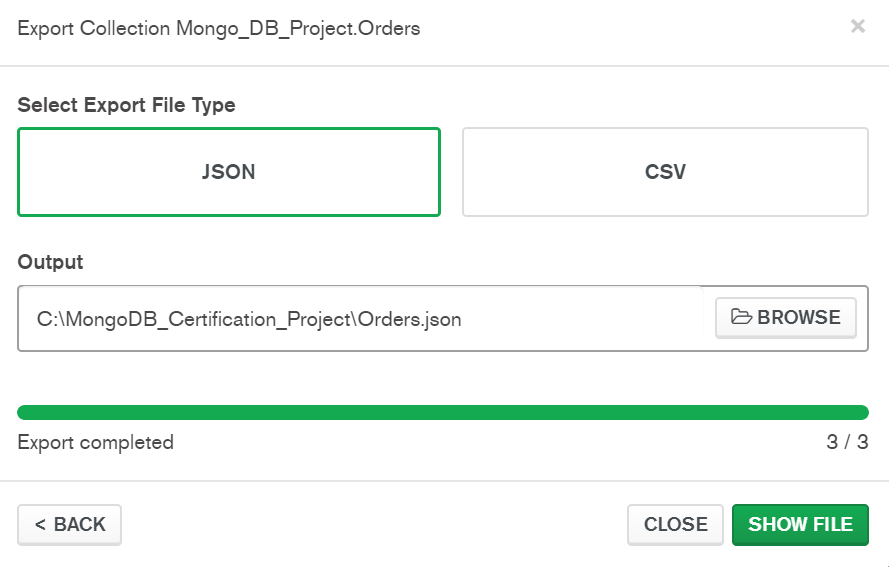 Export Collection Mongo_DB_Project.Orders
×
Select Export File Type
JSON
CSV
Output
C:\MongoDB_Certification_Project\Orders.json
BROWSE
Export completed
3 / 3
< BACK
CLOSE
SHOW FILE